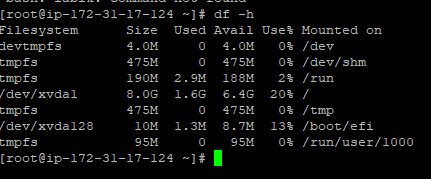 [root@ip-172-31-17-124 ~]# df -h
Filesystem Size Used Avail Use% Mounted on
devtmpfs 4.0M 0 4.0M 0% /dev
tmpfs 475M 0 475M 0% /dev/shm
tmpfs 190M 2.9M 188M 2% /run
/dev/xvda1 8.0G 1.6G 6.4G 20% /
tmpfs 475M 0 475M 0% /tmp
/dev/xvda128 10M 1.3M 8.7M 13% /boot/efi
tmpfs 95M 0 95M 0% /run/user/1000
[root@ip-172-31-17-124 ~]#